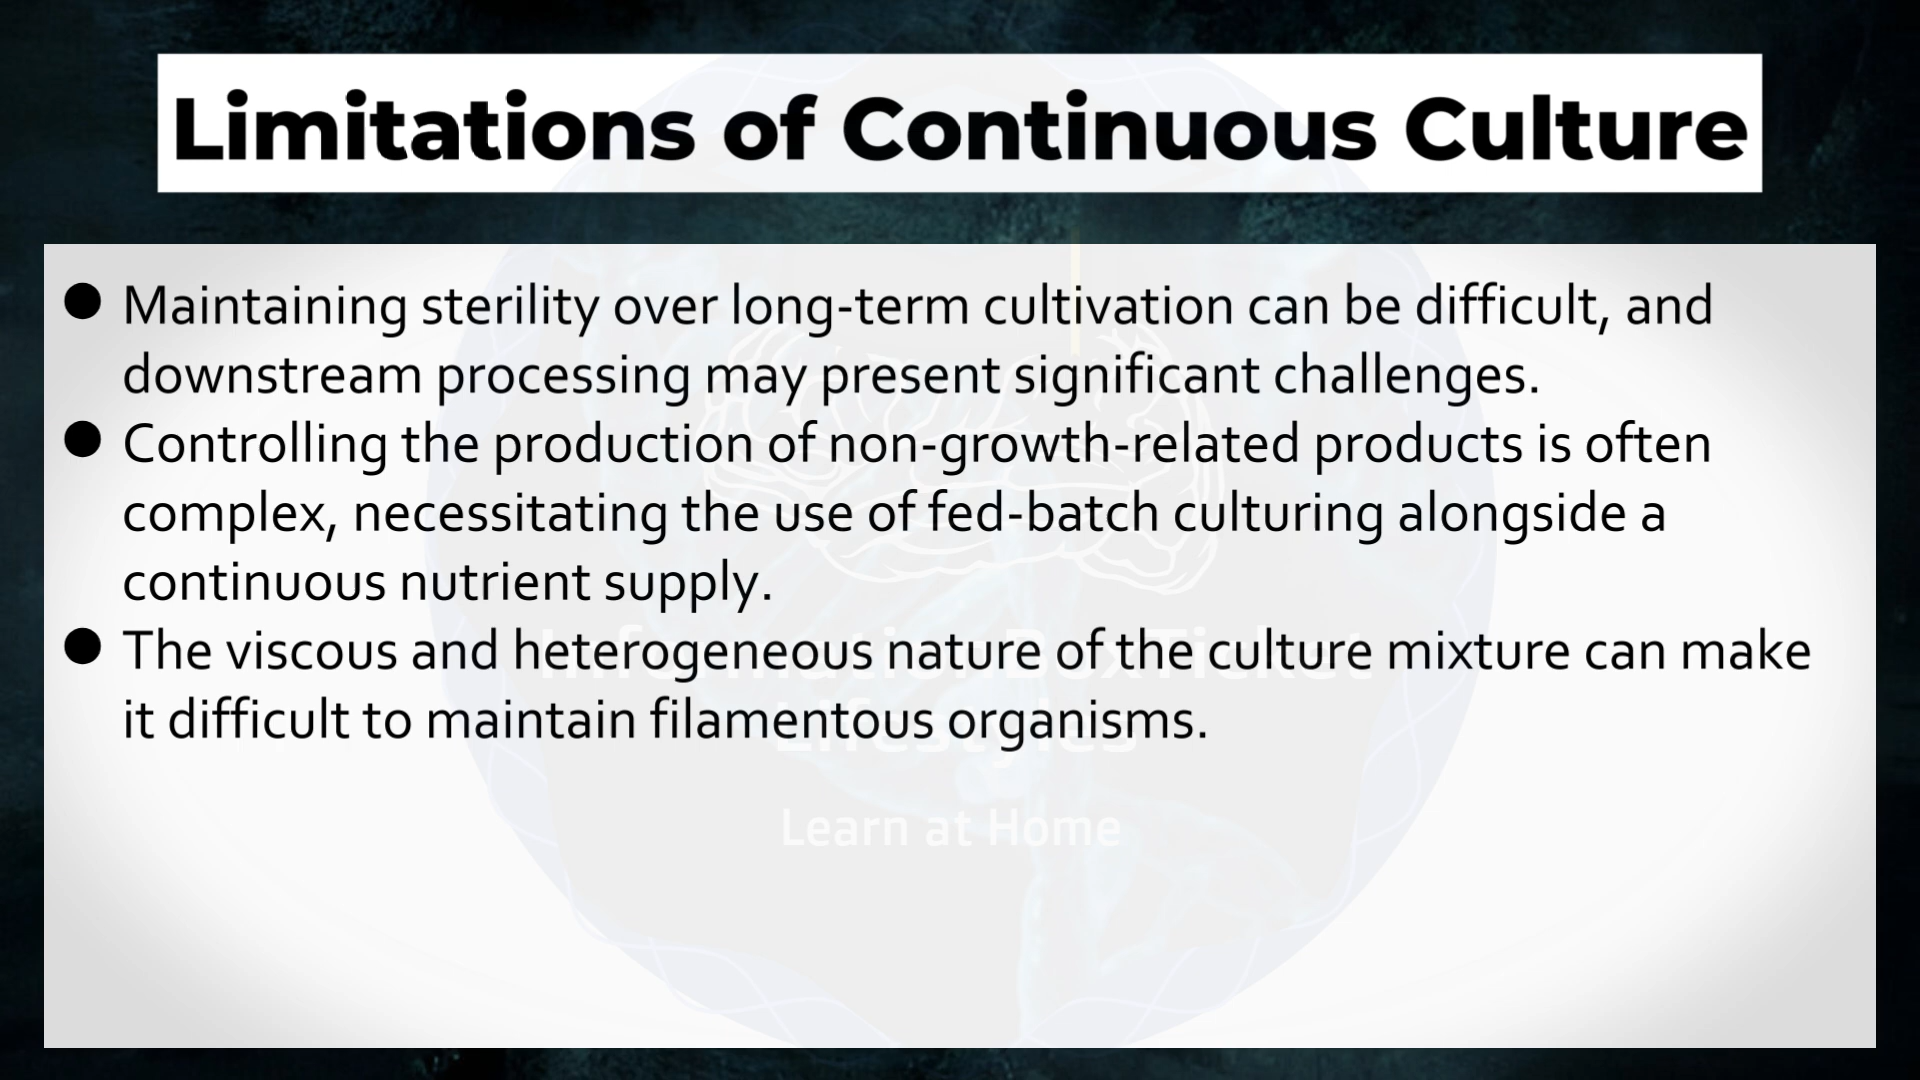 Limitations of Continuous Culture
● Maintaining sterility over long-term cultivation can be difficult, and
downstream processing may present significant challenges.
● Controlling the production of non-growth-related products is often
complex, necessitating the use of fed-batch culturing alongside a
continuous nutrient supply.
● The viscous and heterogeneous nature of the culture mixture can make
it difficult to maintain filamentous organisms.
InformationBoxTicket
Lifestyles
Learn at Home